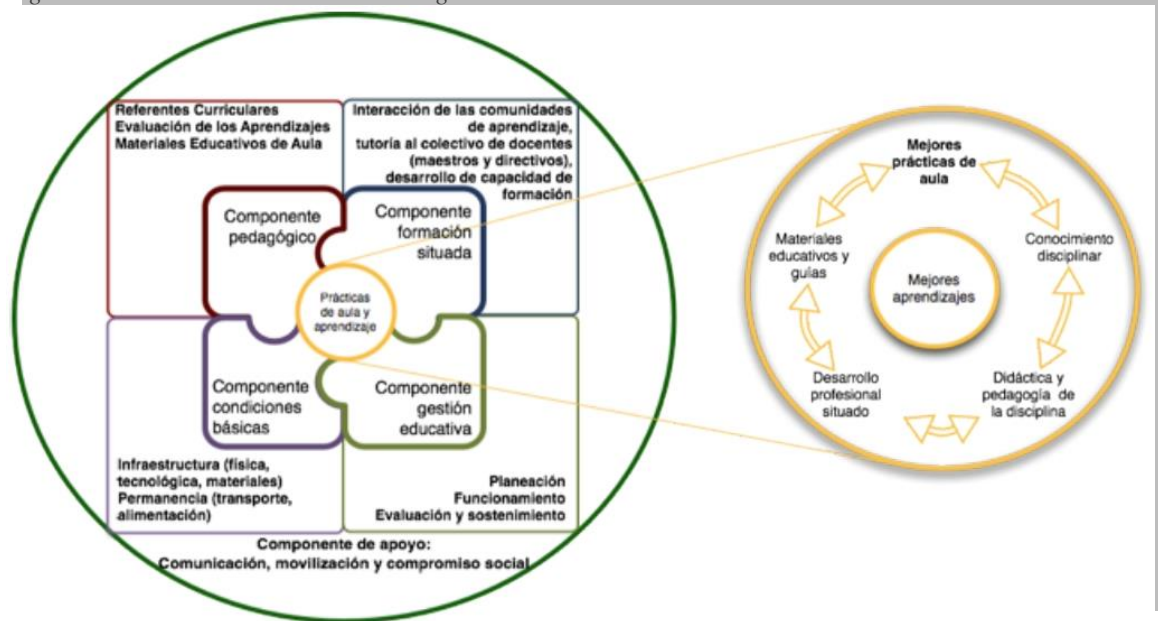 Referentes Curriculares
Evaluación de los Aprendizajes
Materiales Educativos de Aula
Interacción de las comunidades
de aprendizaje,
tutoría al colectivo de docentes
(maestros y directivos),
desarrollo de capacidad de
formación
Componente
pedagógico
Componente
formación
situada
Prácticas
de aula y
aprendizaje
Componente
condiciones
básicas
Componente
gestión
educativa
Infraestructura (física,
tecnológica, materiales)
Permanencia (transporte,
alimentación)
Planeación
Funcionamiento
Evaluación y sostenimiento
Componente de apoyo:
Comunicación, movilización y compromiso social
Mejores
prácticas de
aula
Materiales
educativos y
guías
Conocimiento
disciplinar
Mejores
aprendizajes
Desarrollo
profesional
situado
Didáctica y
pedagogía de
la disciplina